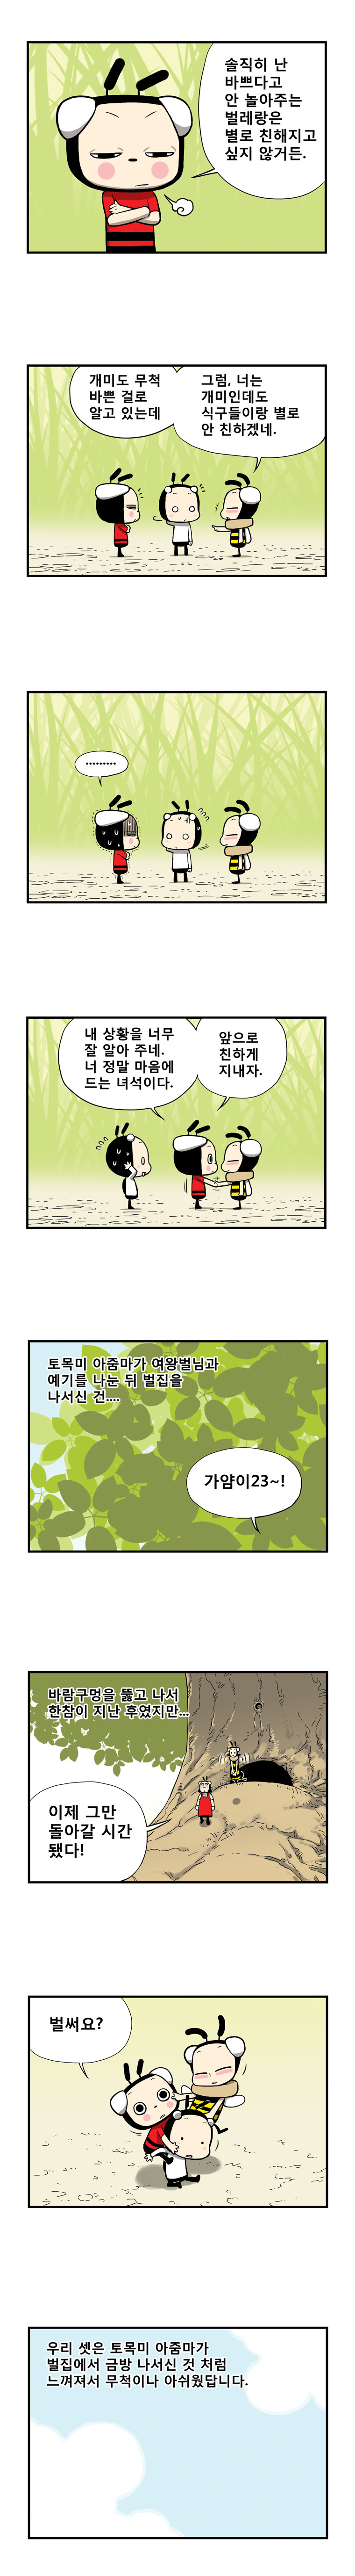 솔직히 난
바쁘다고
안 놀아주는
벌레랑은
별로 친해지고
싶지 않거든.
개미도 무척
바쁜 걸로
알고 있는데
그럼, 너는
개미인데도
식구들이랑 별로
안 친하겠네.
·········
내 상황을 너무
잘 알아 주네.
너 정말 마음에
드는 녀석이다.
앞으로
친하게
지내자.
토목미 아줌마가 여왕벌님과
예기를 나눈 뒤 벌집을
나서신 건....
가얌이23~!
바람구멍을 뚫고 나서
한참이 지난 후였지만...
이제 그만
돌아갈 시간
됐다!
벌써요?
우리 셋은 토목미 아줌마가
벌집에서 금방 나서신 것 처럼
느껴져서 무척이나 아쉬웠답니다.